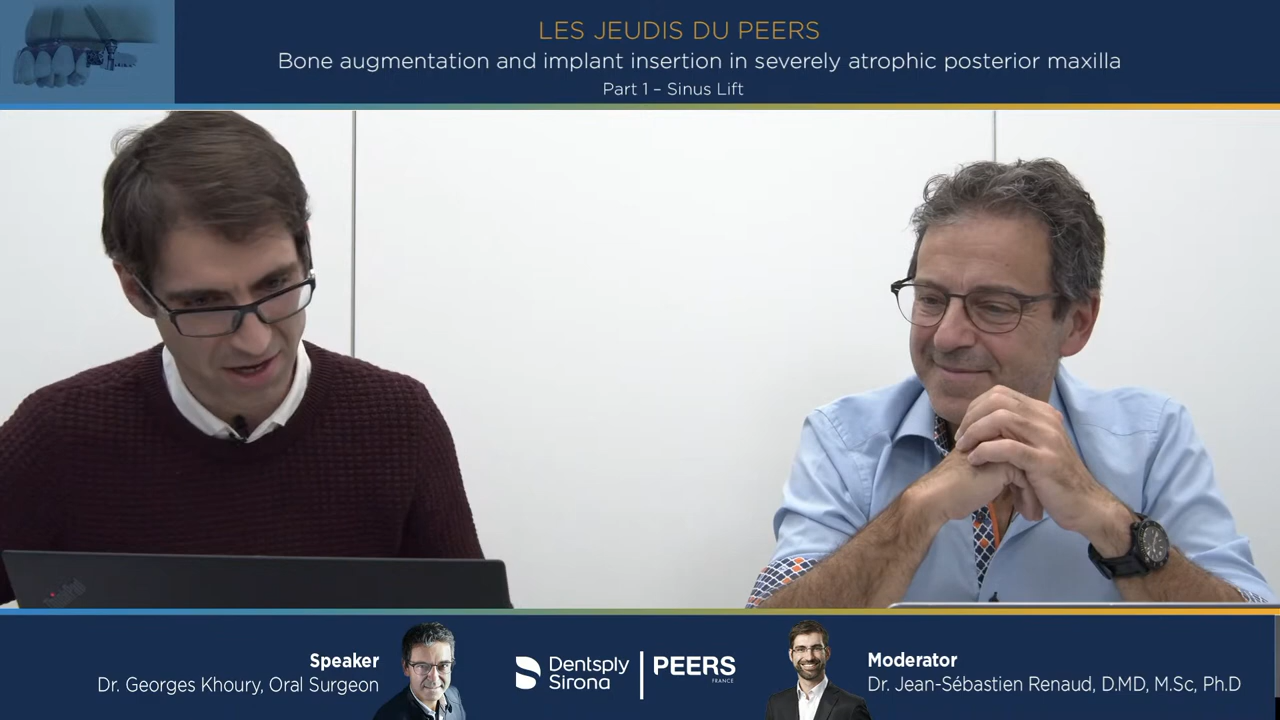 LES JEUDIS DU PEERS
Bone augmentation and implant insertion in severely atrophic posterior maxilla
Part 1 – Sinus Lift
ThinkPad
Speaker
Dr. Georges Khoury, Oral Surgeon
Dentsply
Sirona
PEERS
FRANCE
Moderator
Dr. Jean-Sébastien Renaud, D.MD, M.Sc, Ph.D